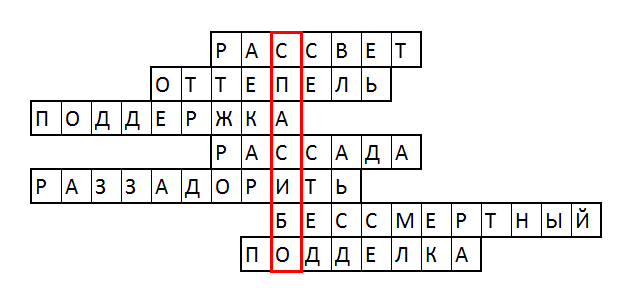 РАССВЕТ
ОТТЕПЕЛЬ
ПОДДЕРЖКА
РАССАДА
РАЗЗАДОРИТЬ
БЕССМЕРТНЫЙ
ПОДДЕЛКА